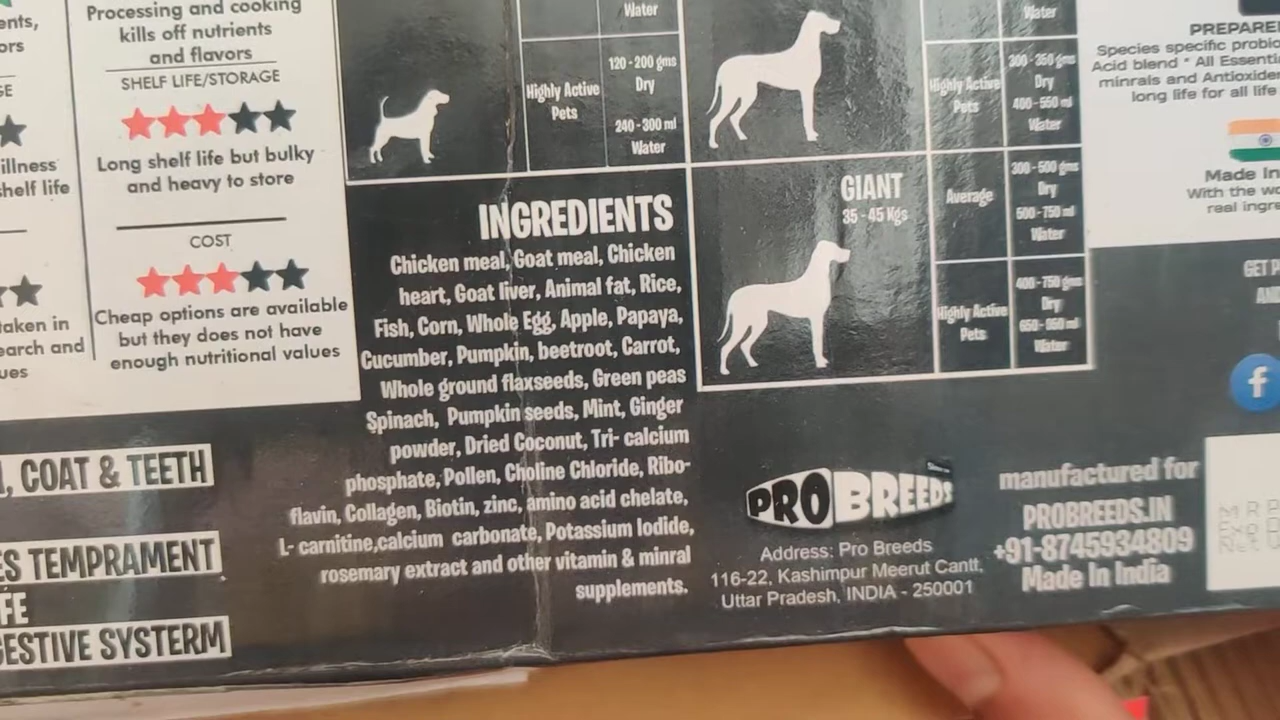 ents,
ors
GE
illness
shelf life
taken in
earch and
ues
Processing and cooking
kills off nutrients
and flavors
SHELF LIFE/STORAGE
Long shelf life but bulky
and heavy to store
COST
Cheap options are available
but they does not have
enough nutritional values
, COAT & TEETH
ES TEMPRAMENT
FE
GESTIVE SYSTERM
Water
Highly Active
Pets
120-200 gms
Dry
240-300 ml
Water
Water
Highly Active
Pets
300-350 gms
Dry
400-550 ml
Water
GIANT
35-45 Kgs
Average
300-500 gms
Dry
500-750 ml
Water
Highly Active
Pets
400-750 gms
Dry
650-950 ml
Water
INGREDIENTS
Chicken meal, Goat meal, Chicken
heart, Goat liver, Animal fat, Rice,
Fish, Corn, Whole Egg, Apple, Papaya,
Cucumber, Pumpkin, beetroot, Carrot,
Whole ground flaxseeds, Green peas
Spinach, Pumpkin seeds, Mint, Ginger
powder, Dried Coconut, Tri- calcium
phosphate, Pollen, Choline Chloride, Ribo-
flavin, Collagen, Biotin, zinc, amino acid chelate,
L- carnitine,calcium carbonate, Potassium Iodide,
rosemary extract and other vitamin & minral
supplements.
PRO BREEDS
Address: Pro Breeds
116-22, Kashimpur Meerut Cantt.
Uttar Pradesh, INDIA - 250001
manufactured for
PROBREEDS.IN
+91-8745934809
Made In India
PREPARE
Species specific probio
Acid blend * All Essenti
minrals and Antioxide
long life for all life
Made In
With the wo
real ingre
GET P
AN
f
MRP